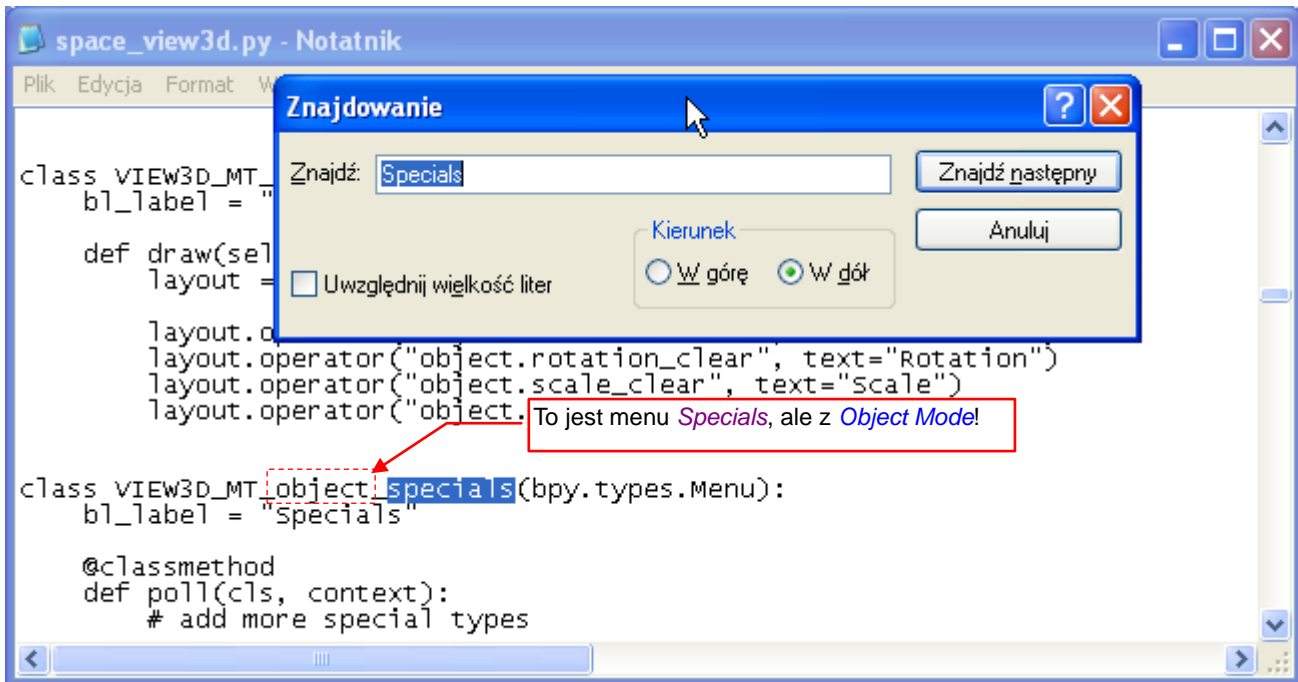 space_view3d.py - Notatnik
Plik Edycja Format
Znajdowanie
Znajdź: Specials
Znajdź następny
Anuluj
Kierunek
W górę W dół
Uwzględnij wielkość liter
class VIEW3D_MT_
bl_label = "
def draw(sel
layout =
layout.o
layout.operator("object.rotation_clear", text="Rotation")
layout.operator("object.scale_clear", text="Scale")
layout.operator("object.
To jest menu Specials, ale z Object Mode!
class VIEW3D_MT_object_specials(bpy.types.Menu):
bl_label = "Specials"
@classmethod
def poll(cls, context):
# add more special types